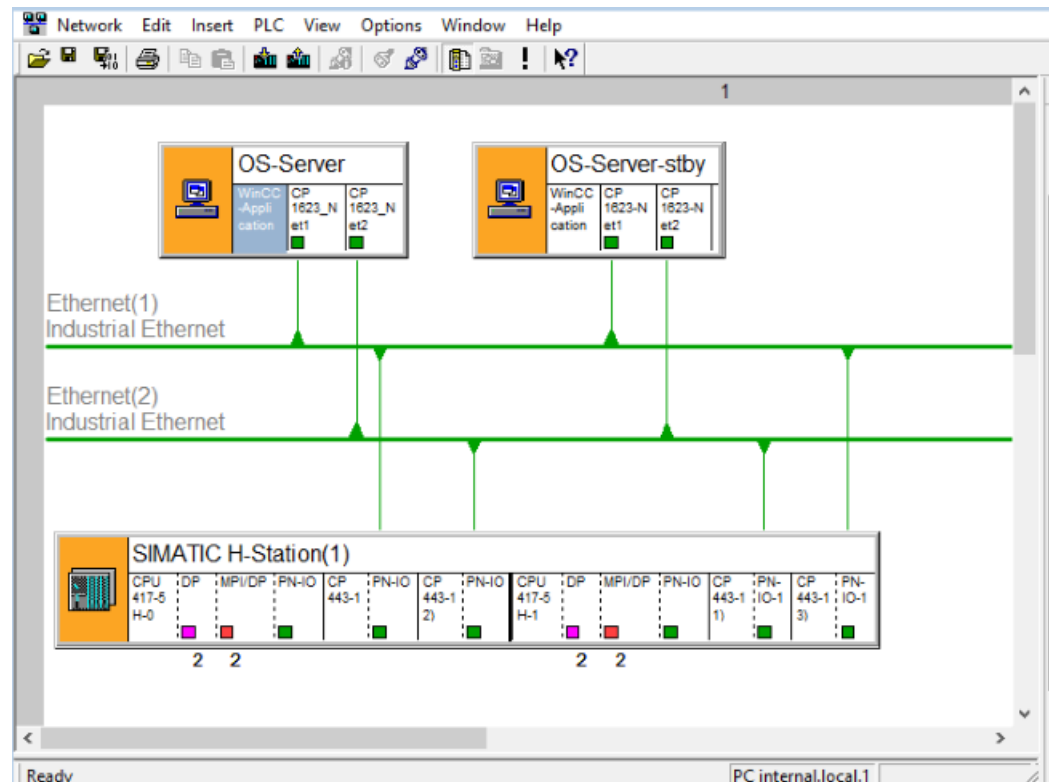 Network Edit Insert PLC View Options Window Help
1
OS-Server
WinCC
-Appli
cation
CP
1623_N
et1
CP
1623_N
et2
OS-Server-stby
WinCC
-Appli
cation
CP
1623-N
et1
CP
1623-N
et2
Ethernet(1)
Industrial Ethernet
Ethernet(2)
Industrial Ethernet
SIMATIC H-Station(1)
CPU
417-5
H-0
DP
MPI/DP
PN-IO
CP
443-1
PN-IO
CP
443-1
2)
PN-IO
CPU
417-5
H-1
DP
MPI/DP
PN-IO
CP
443-1
1)
PN-
IO-1
CP
443-1
3)
PN-
IO-1
2 2 2 2
Ready PC internal.local.1